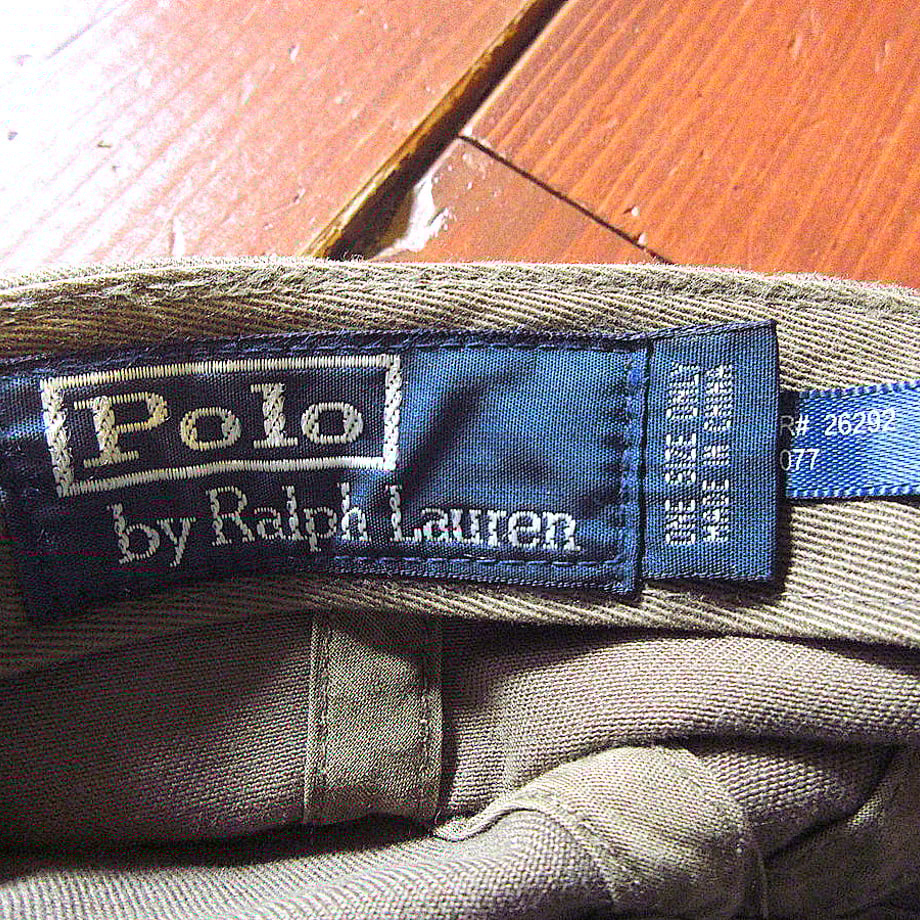 Polo
by Ralph Lauren
ONE SIZE ONLY
MADE IN CHINA
R# 26292
077